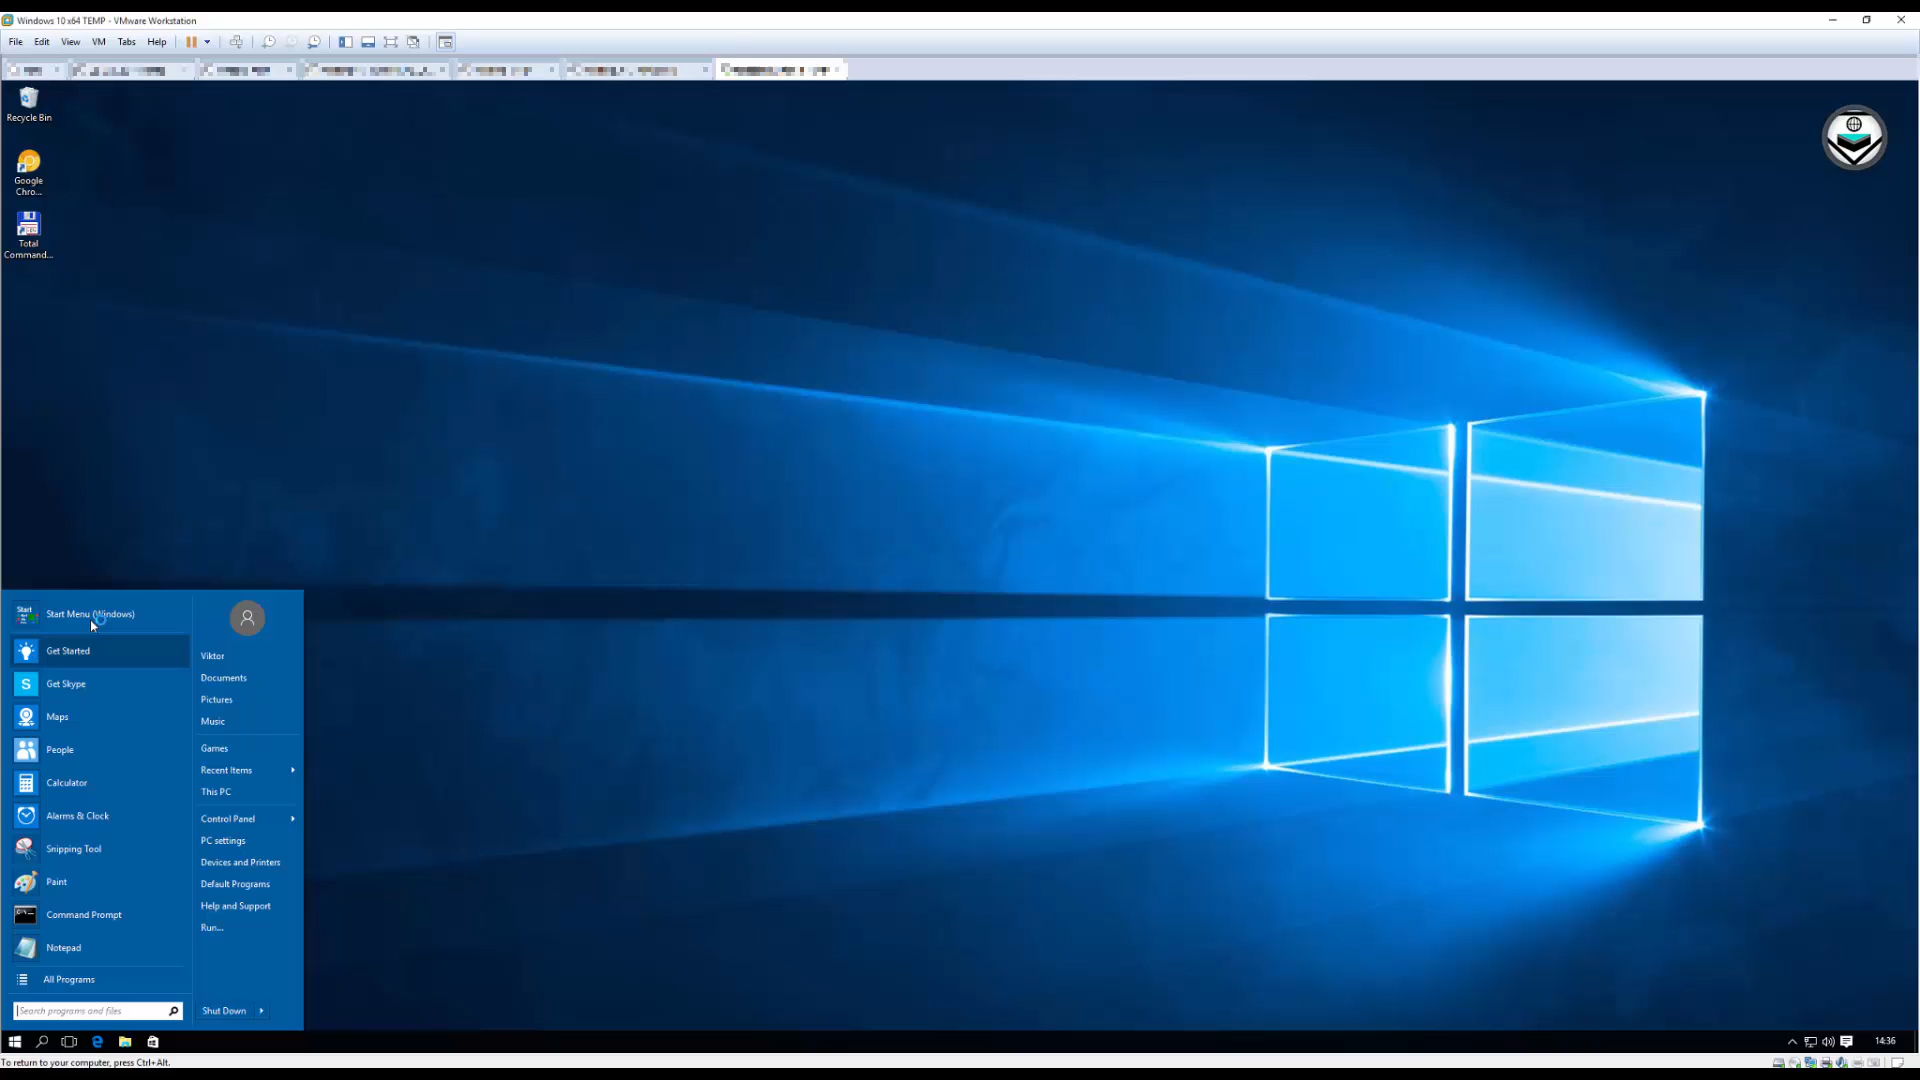 Windows 10 x64 TEMP - VMware Workstation
File Edit View VM Tabs Help
Recycle Bin
Google
Chro...
Total
Command...
Start
Start Menu (Windows)
Get Started
Get Skype
Maps
People
Calculator
Alarms & Clock
Snipping Tool
Paint
Command Prompt
Notepad
All Programs
Search programs and files
Viktor
Documents
Pictures
Music
Games
Recent Items
This PC
Control Panel
PC settings
Devices and Printers
Default Programs
Help and Support
Run...
Shut Down
14:36
To return to your computer, press Ctrl+Alt.